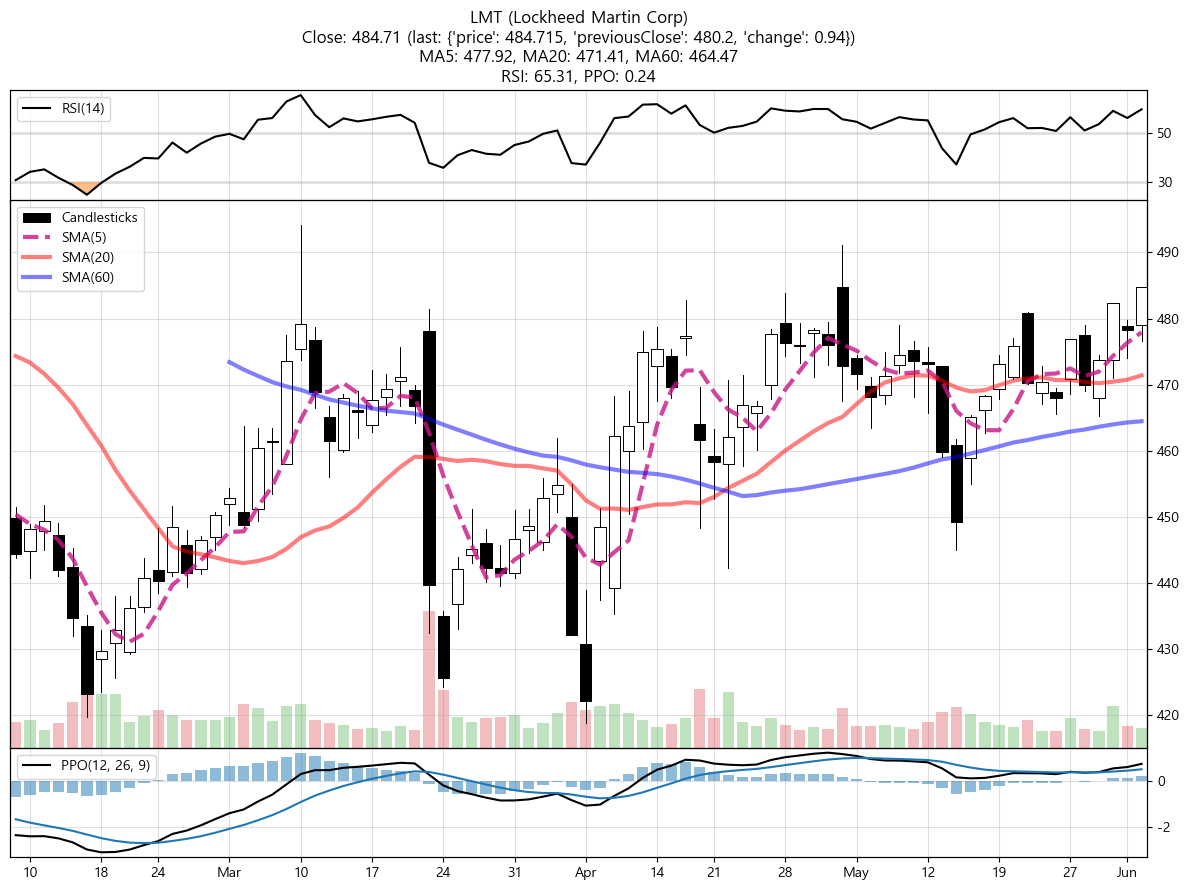 LMT (Lockheed Martin Corp)
Close: 484.71 (last: {'price': 484.715, 'previousClose': 480.2, 'change': 0.94})
MA5: 477.92, MA20: 471.41, MA60: 464.47
RSI: 65.31, PPO: 0.24
RSI(14)
50
30
Candlesticks
SMA(5)
SMA(20)
SMA(60)
490
480
470
460
450
440
430
420
PPO(12, 26, 9)
0
-2
10 18 24 Mar 10 17 24 31 Apr 14 21 28 May 12 19 27 Jun